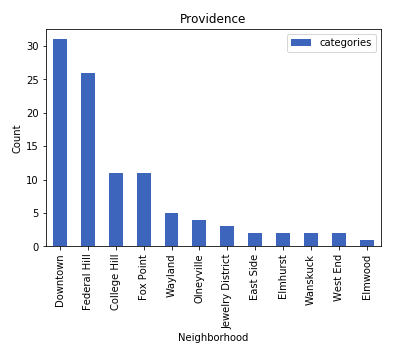 Providence
categories
30
25
20
15
10
5
0
Count
Downtown
Federal Hill
College Hill
Fox Point
Wayland
Olneyville
Jewelry District
East Side
Elmhurst
Wanskuck
West End
Elmwood
Neighborhood